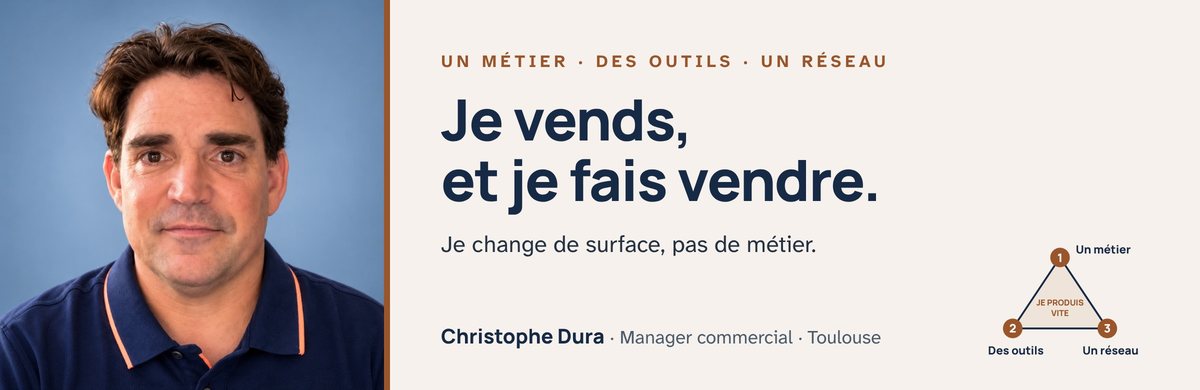 UN MÉTIER · DES OUTILS · UN RÉSEAU
Je vends,
et je fais vendre.
Je change de surface, pas de métier.
Christophe Dura · Manager commercial · Toulouse
1 Un métier
JE PRODUIS
VITE
2 3
Des outils Un réseau